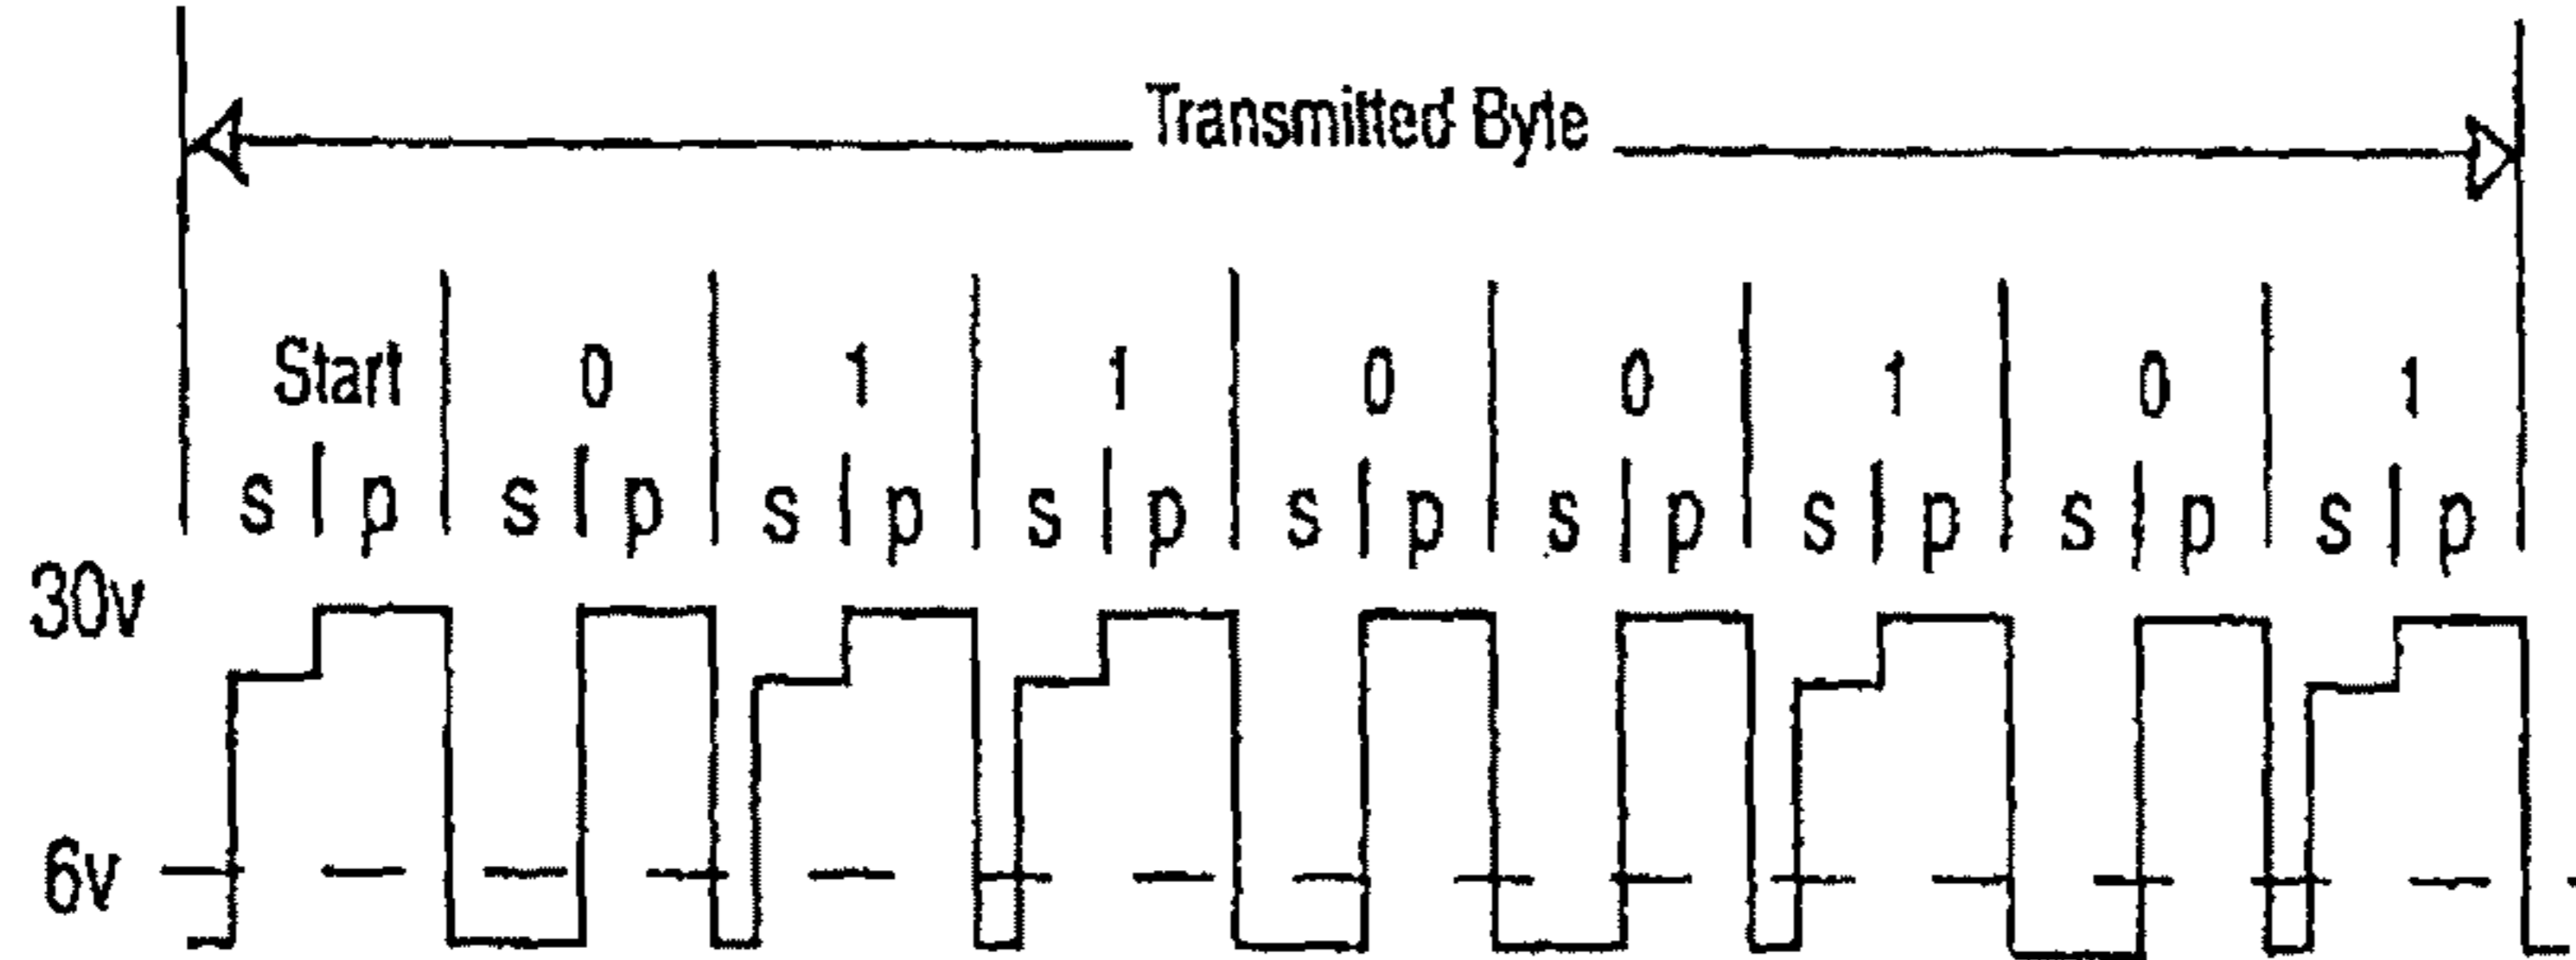 Transmitted Byte
Start 0 1 1 0 0 1 0 1
s p s p s p s p s p s p s p s p s p
30v
6v